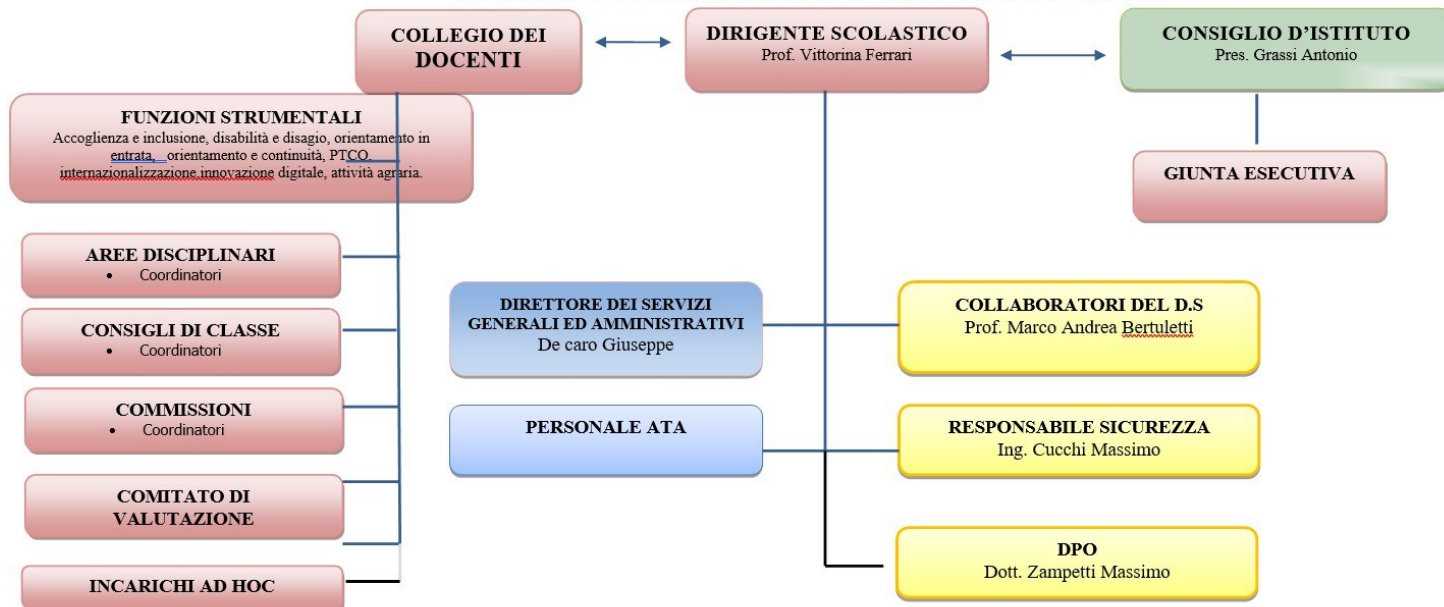 COLLEGIO DEI
DOCENTI
DIRIGENTE SCOLASTICO
Prof. Vittorina Ferrari
CONSIGLIO D'ISTITUTO
Pres. Grassi Antonio
FUNZIONI STRUMENTALI
Accoglienza e inclusione, disabilità e disagio, orientamento in
entrata, orientamento e continuità, PTCO,
internazionalizzazione.innovazione digitale, attività agraria.
GIUNTA ESECUTIVA
AREE DISCIPLINARI
• Coordinatori
CONSIGLI DI CLASSE
• Coordinatori
COMMISSIONI
• Coordinatori
COMITATO DI
VALUTAZIONE
INCARICHI AD HOC
DIRETTORE DEI SERVIZI
GENERALI ED AMMINISTRATIVI
De caro Giuseppe
PERSONALE ATA
COLLABORATORI DEL D.S
Prof. Marco Andrea Bertuletti
RESPONSABILE SICUREZZA
Ing. Cucchi Massimo
DPO
Dott. Zampetti Massimo